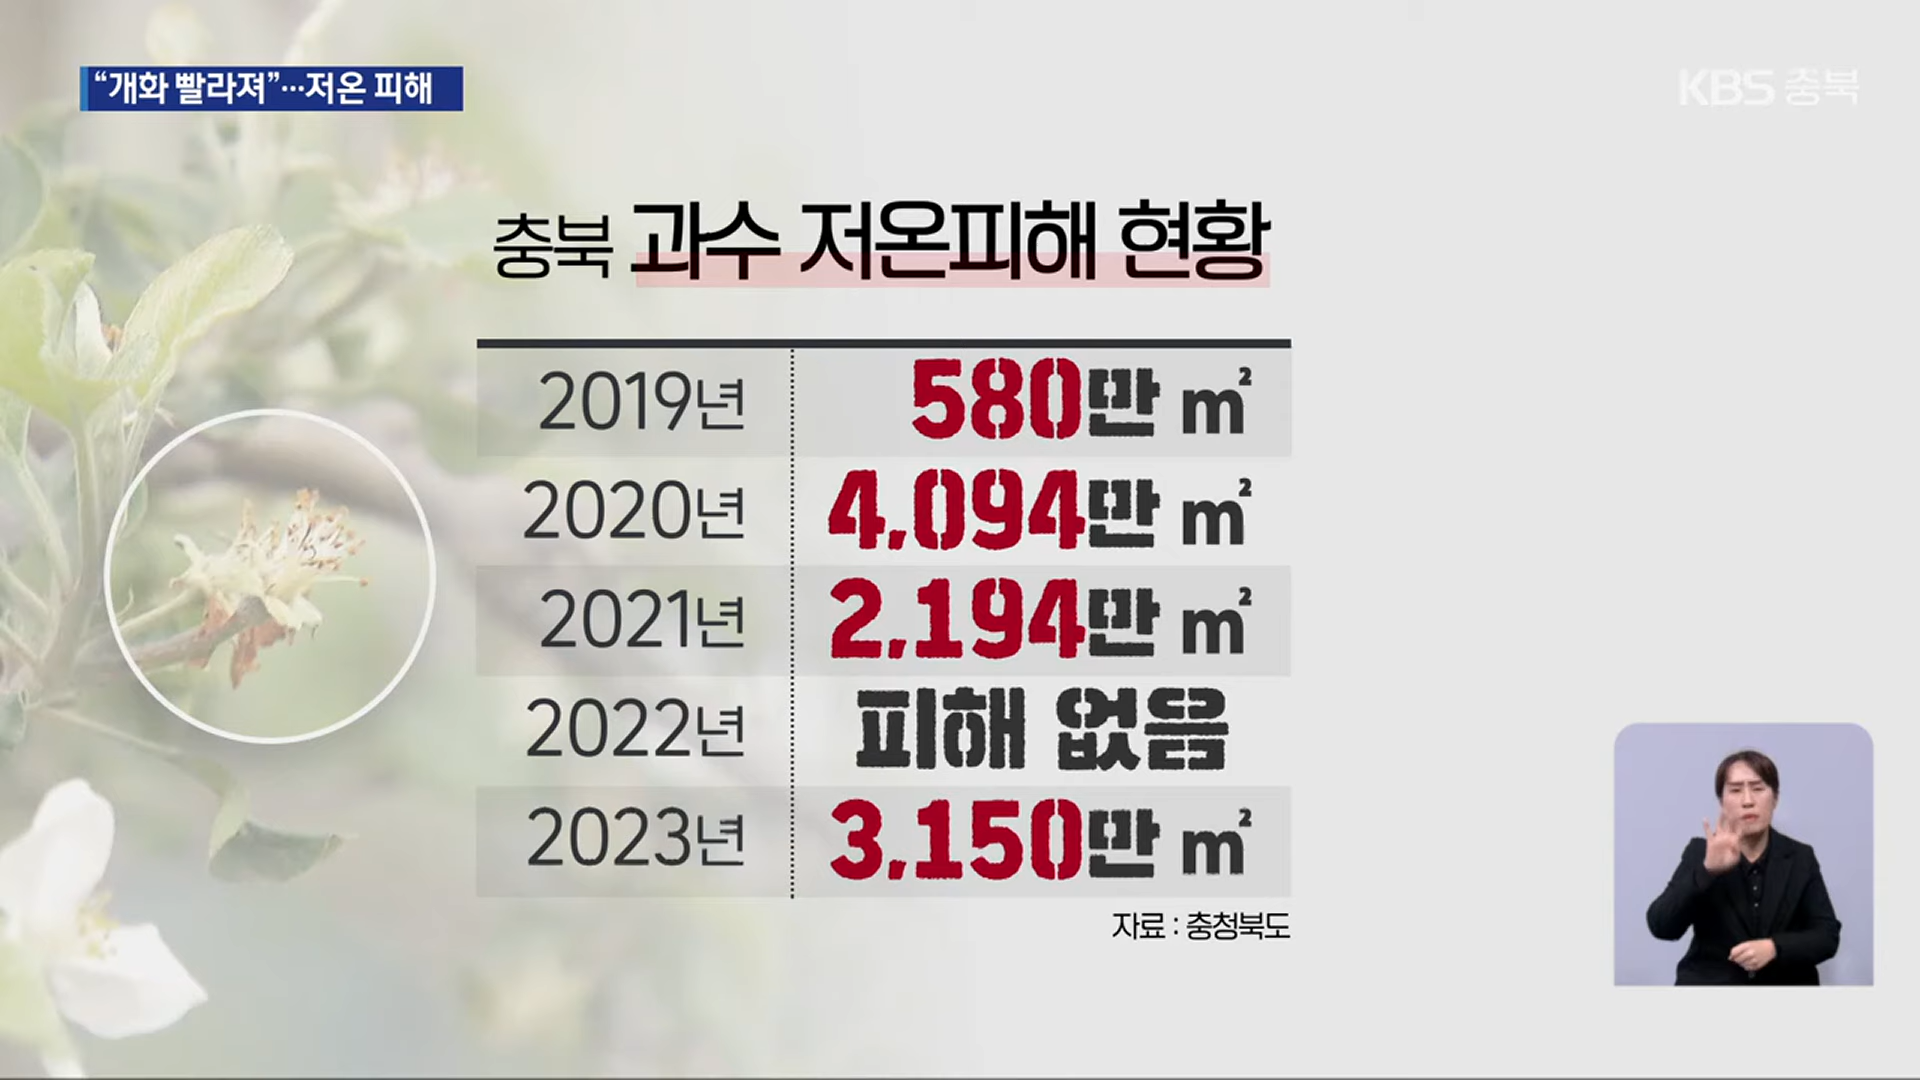 “개화 빨라져”…저온 피해
KBS 충북
충북 과수 저온피해 현황
2019년 580만 ㎡
2020년 4,094만 ㎡
2021년 2,194만 ㎡
2022년 피해 없음
2023년 3,150만 ㎡
자료 : 충청북도